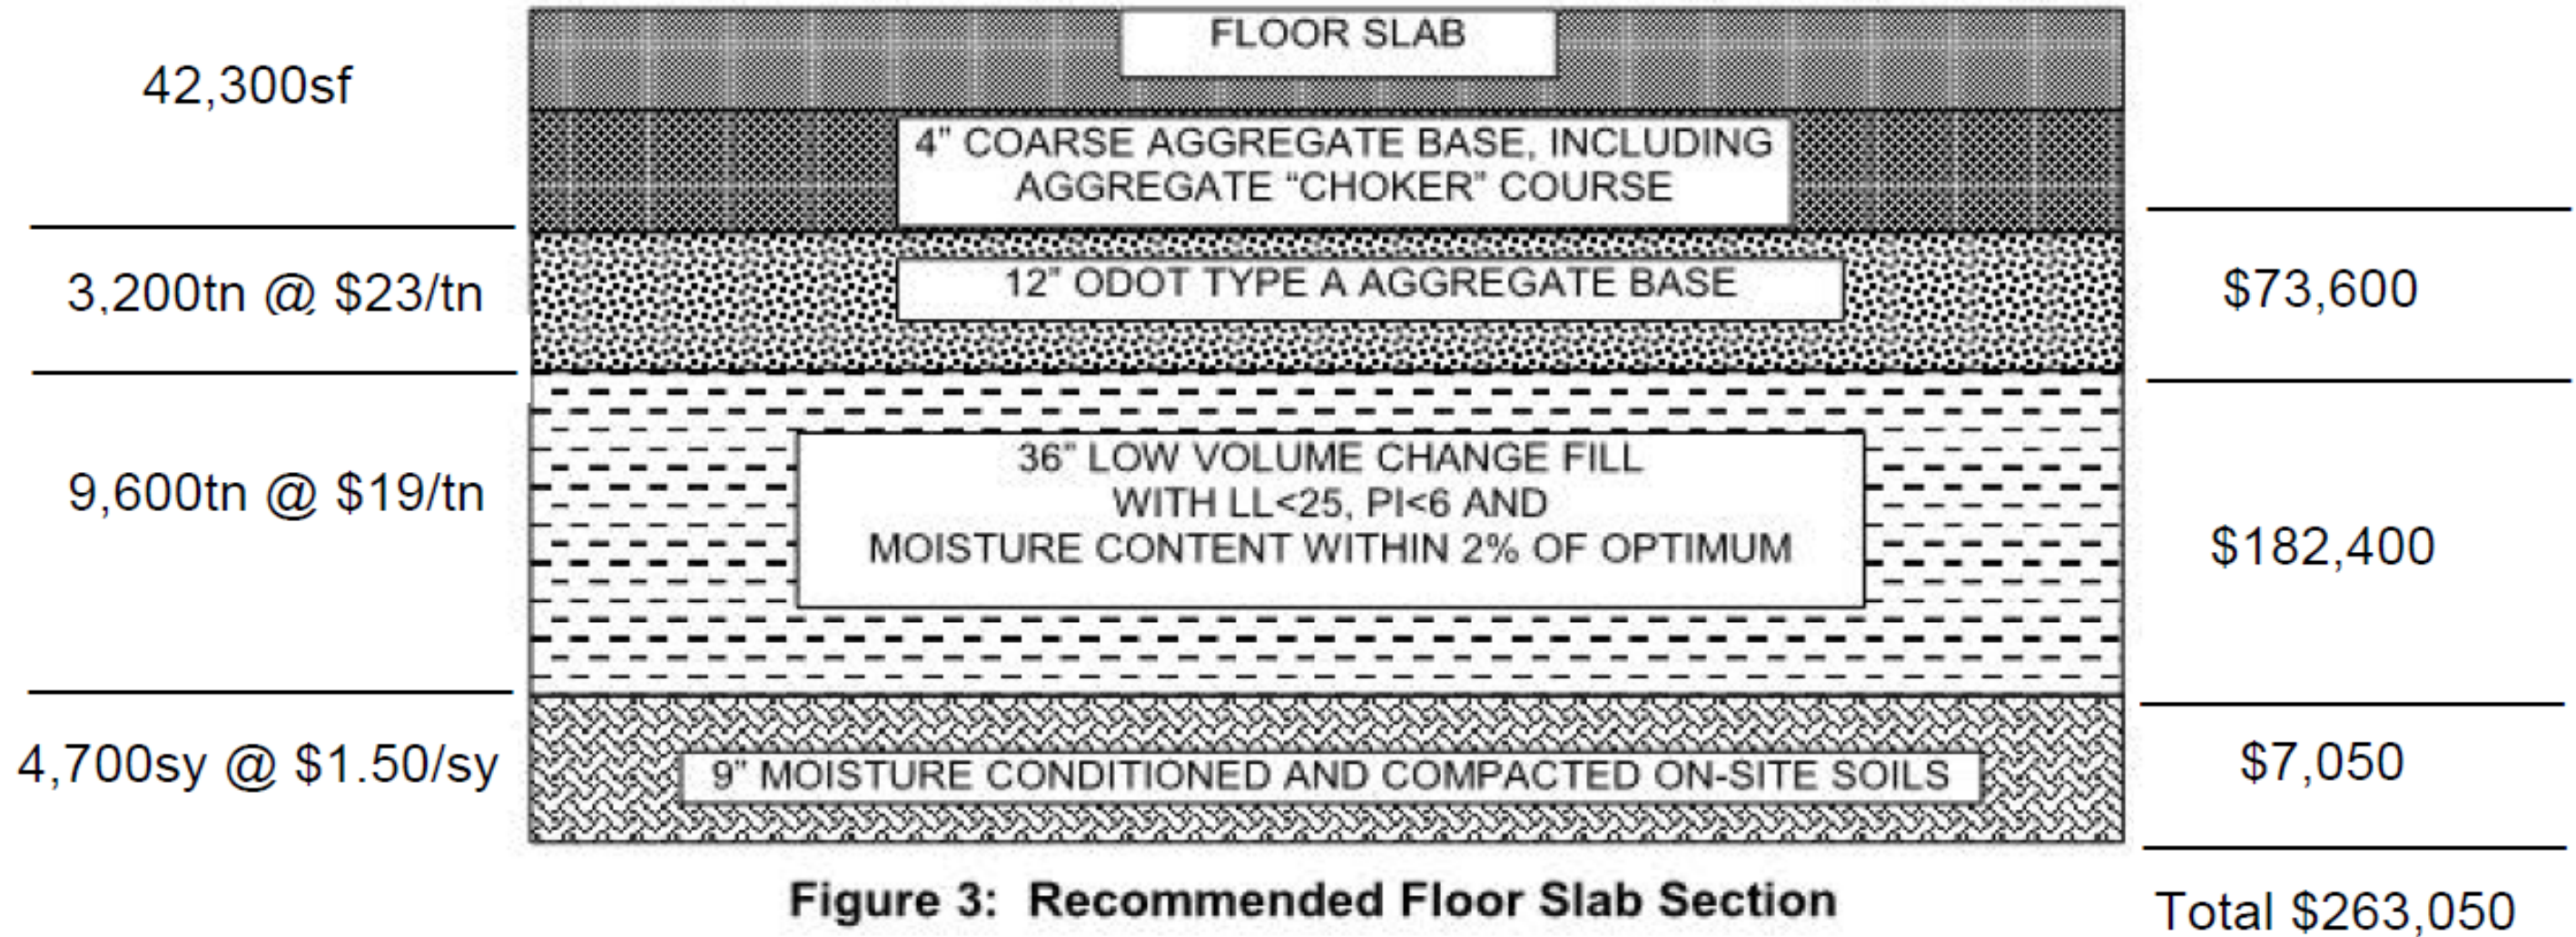 FLOOR SLAB
42,300sf
4" COARSE AGGREGATE BASE, INCLUDING
AGGREGATE “CHOKER” COURSE
3,200tn @ $23/tn
12" ODOT TYPE A AGGREGATE BASE
$73,600
9,600tn @ $19/tn
36" LOW VOLUME CHANGE FILL
WITH LL<25, PI<6 AND
MOISTURE CONTENT WITHIN 2% OF OPTIMUM
$182,400
4,700sy @ $1.50/sy
9" MOISTURE CONDITIONED AND COMPACTED ON-SITE SOILS
$7,050
Figure 3: Recommended Floor Slab Section
Total $263,050